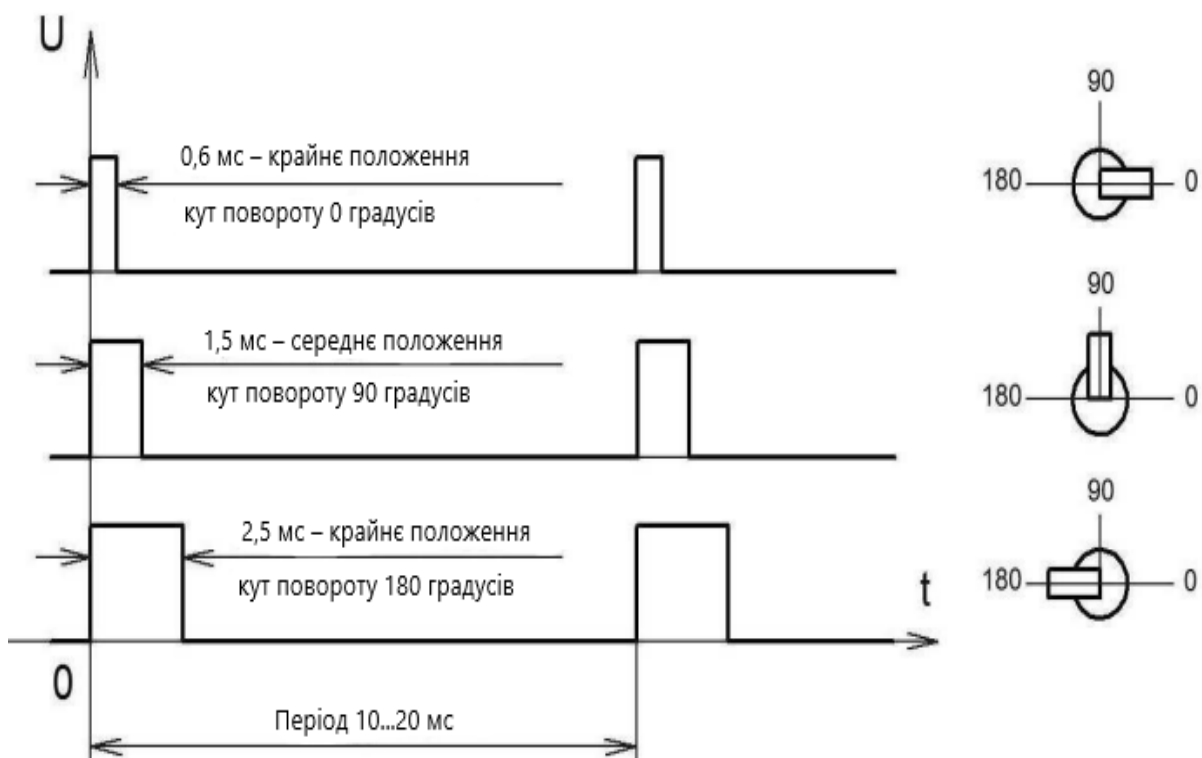 U
0,6 мс – крайнє положення
кут повороту 0 градусів
90
180
0
1,5 мс – середнє положення
кут повороту 90 градусів
90
180
0
2,5 мс – крайнє положення
кут повороту 180 градусів
90
180
0
t
0
Період 10...20 мс